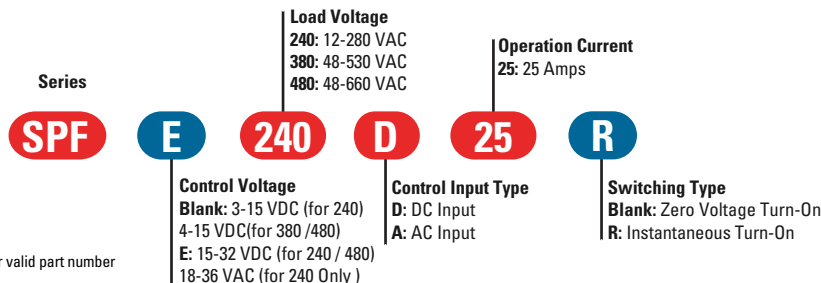 Load Voltage
240: 12-280 VAC
380: 48-530 VAC
480: 48-660 VAC
Operation Current
25: 25 Amps
Series
SPF
E
240
D
25
R
Control Voltage
Blank: 3-15 VDC (for 240)
4-15 VDC(for 380 /480)
E: 15-32 VDC (for 240 / 480)
18-36 VAC (for 240 Only )
Control Input Type
D: DC Input
A: AC Input
Switching Type
Blank: Zero Voltage Turn-On
R: Instantaneous Turn-On
valid part number